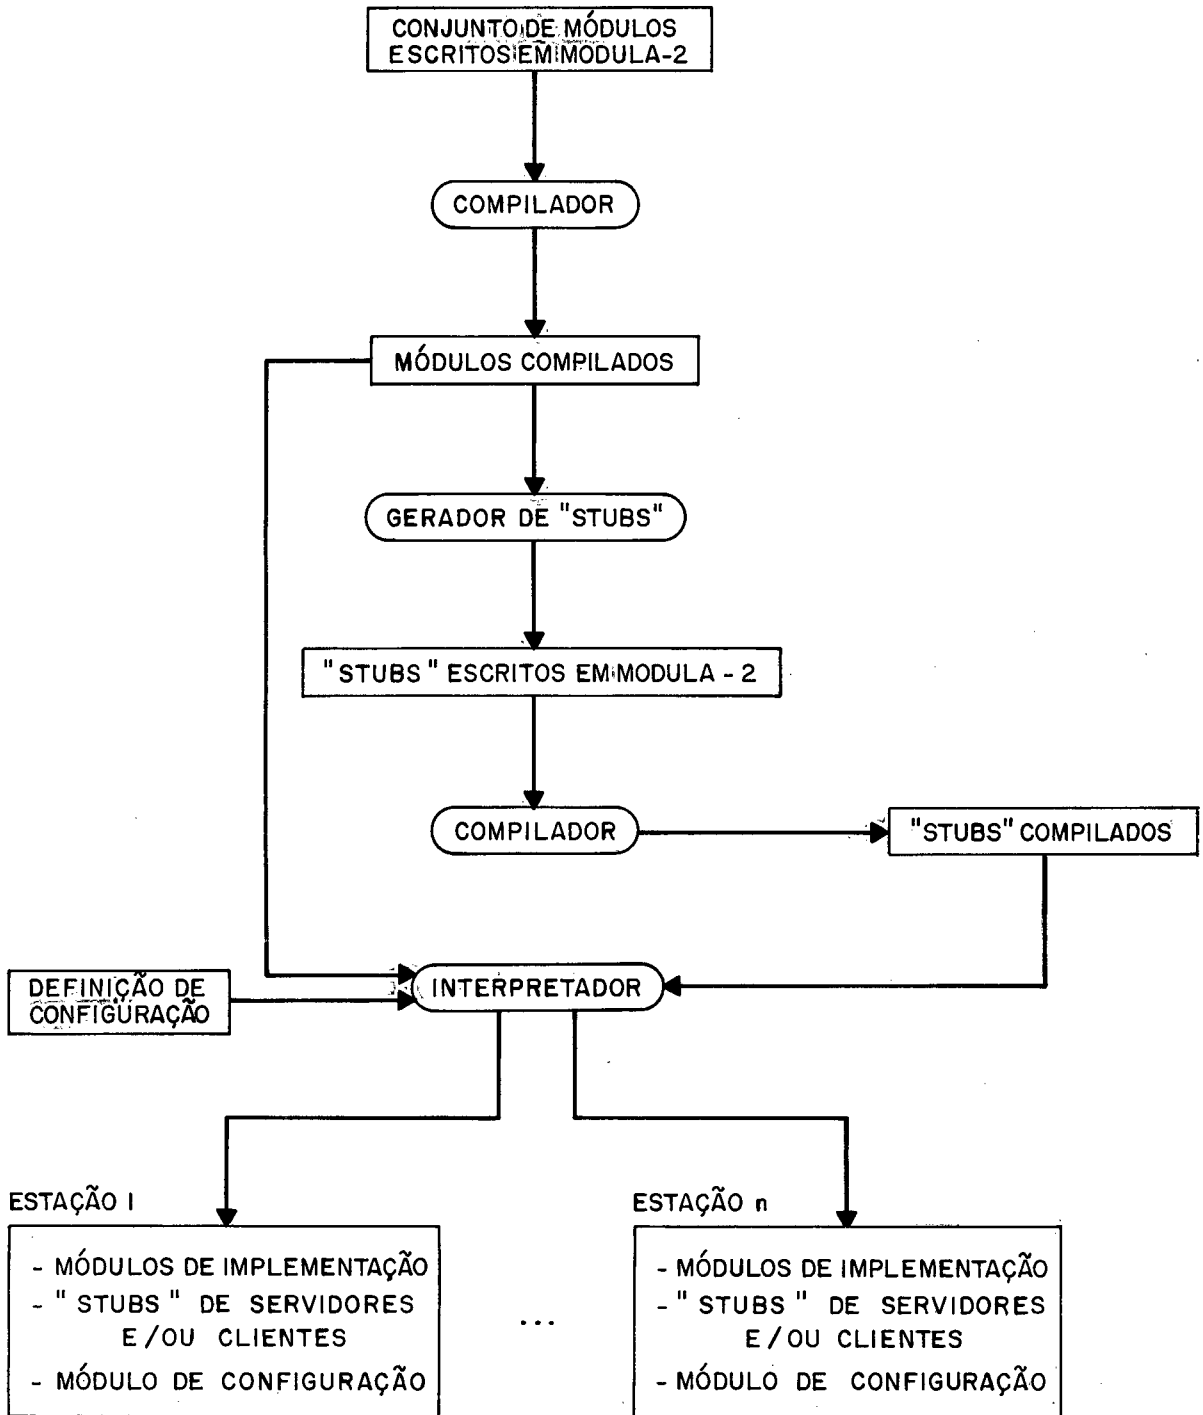 CONJUNTO DE MÓDULOS
ESCRITOS EM MODULA-2
COMPILADOR
MÓDULOS COMPILADOS
GERADOR DE "STUBS"
"STUBS" ESCRITOS EM MODULA - 2
COMPILADOR
"STUBS" COMPILADOS
DEFINIÇÃO DE
CONFIGURAÇÃO
INTERPRETADOR
ESTAÇÃO I
- MÓDULOS DE IMPLEMENTAÇÃO
- "STUBS" DE SERVIDORES
E/OU CLIENTES
- MÓDULO DE CONFIGURAÇÃO
...
ESTAÇÃO n
- MÓDULOS DE IMPLEMENTAÇÃO
- "STUBS" DE SERVIDORES
E/OU CLIENTES
- MÓDULO DE CONFIGURAÇÃO